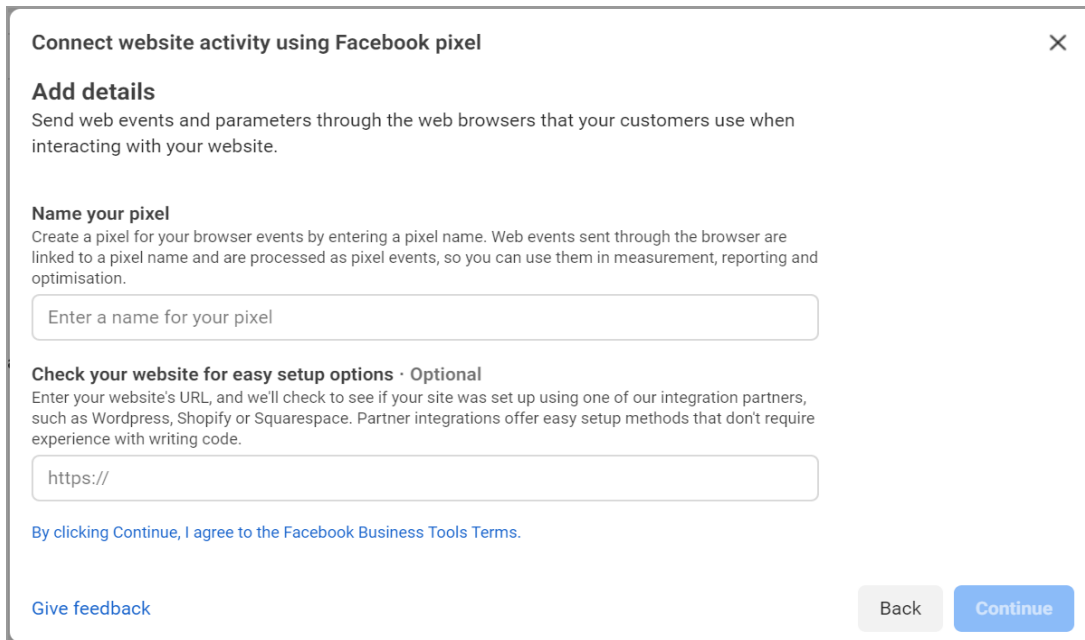 Connect website activity using Facebook pixel
Add details
Send web events and parameters through the web browsers that your customers use when
interacting with your website.
Name your pixel
Create a pixel for your browser events by entering a pixel name. Web events sent through the browser are
linked to a pixel name and are processed as pixel events, so you can use them in measurement, reporting and
optimisation.
Enter a name for your pixel
Check your website for easy setup options · Optional
Enter your website's URL, and we'll check to see if your site was set up using one of our integration partners,
such as Wordpress, Shopify or Squarespace. Partner integrations offer easy setup methods that don't require
experience with writing code.
https://
By clicking Continue, I agree to the Facebook Business Tools Terms.
Give feedback
Back
Continue